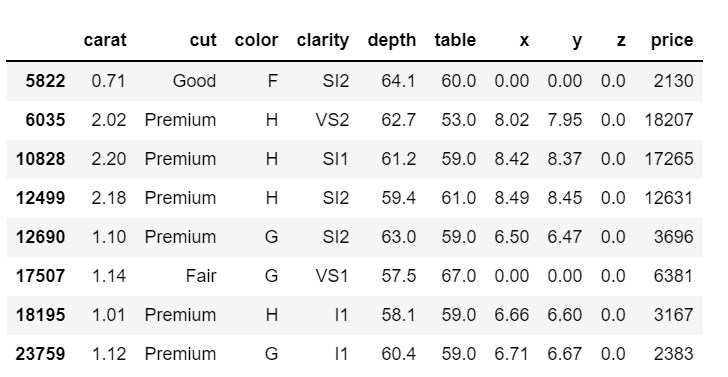 carat cut color clarity depth table x y z price
5822 0.71 Good F SI2 64.1 60.0 0.00 0.00 0.0 2130
6035 2.02 Premium H VS2 62.7 53.0 8.02 7.95 0.0 18207
10828 2.20 Premium H SI1 61.2 59.0 8.42 8.37 0.0 17265
12499 2.18 Premium H SI2 59.4 61.0 8.49 8.45 0.0 12631
12690 1.10 Premium G SI2 63.0 59.0 6.50 6.47 0.0 3696
17507 1.14 Fair G VS1 57.5 67.0 0.00 0.00 0.0 6381
18195 1.01 Premium H I1 58.1 59.0 6.66 6.60 0.0 3167
23759 1.12 Premium G I1 60.4 59.0 6.71 6.67 0.0 2383